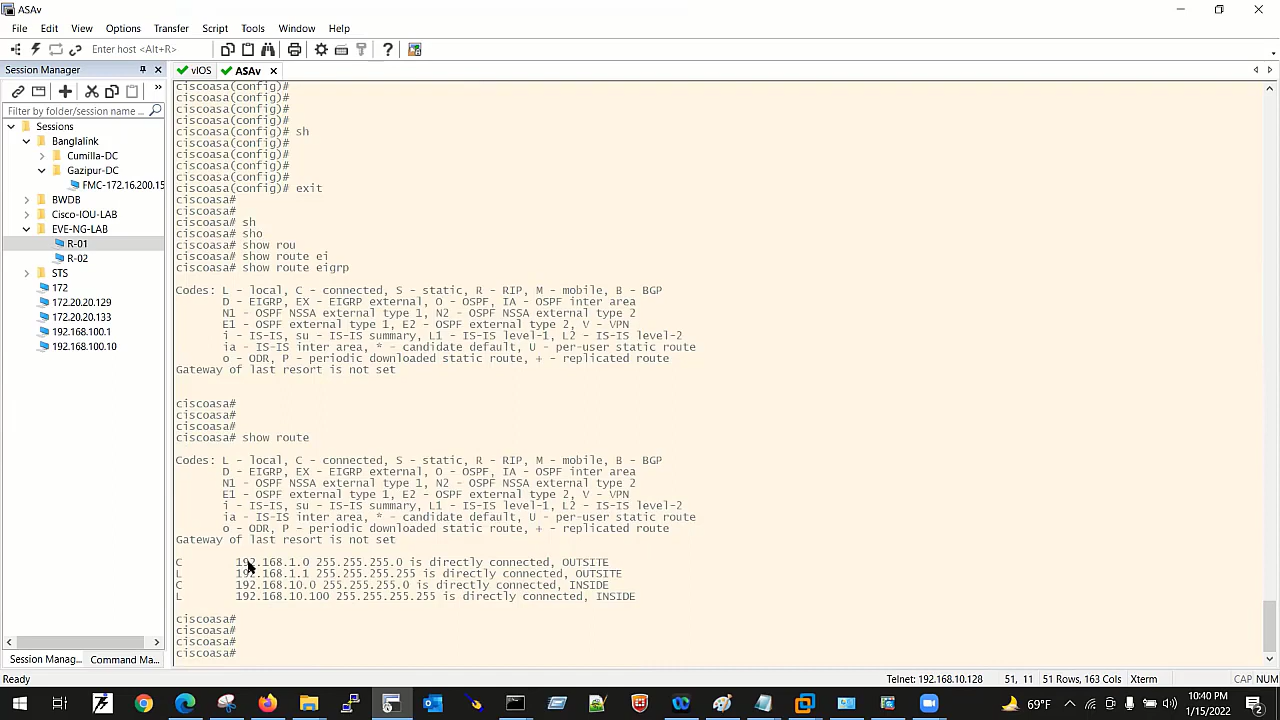 ASAv
File Edit View Options Transfer Script Tools Window Help
Enter host <Alt+R>
Session Manager
vIOS
ASAv
Filter by folder/session name ...
Sessions
Banglalink
Cumilla-DC
Gazipur-DC
FMC-172.16.200.15
BWDB
Cisco-IOU-LAB
EVE-NG-LAB
R-01
R-02
STS
172
172.20.20.129
172.20.20.133
192.168.100.1
192.168.100.10
Session Manag...
Command Ma...
ciscoasa(config)#
ciscoasa(config)#
ciscoasa(config)#
ciscoasa(config)#
ciscoasa(config)# sh
ciscoasa(config)#
ciscoasa(config)#
ciscoasa(config)#
ciscoasa(config)#
ciscoasa(config)# exit
ciscoasa#
ciscoasa#
ciscoasa# sh
ciscoasa# sho
ciscoasa# show rou
ciscoasa# show route ei
ciscoasa# show route eigrp
Codes: L - local, C - connected, S - static, R - RIP, M - mobile, B - BGP
D - EIGRP, EX - EIGRP external, O - OSPF, IA - OSPF inter area
N1 - OSPF NSSA external type 1, N2 - OSPF NSSA external type 2
E1 - OSPF external type 1, E2 - OSPF external type 2, V - VPN
i - IS-IS, su - IS-IS summary, L1 - IS-IS level-1, L2 - IS-IS level-2
ia - IS-IS inter area, * - candidate default, U - per-user static route
o - ODR, P - periodic downloaded static route, + - replicated route
Gateway of last resort is not set
ciscoasa#
ciscoasa#
ciscoasa#
ciscoasa# show route
Codes: L - local, C - connected, S - static, R - RIP, M - mobile, B - BGP
D - EIGRP, EX - EIGRP external, O - OSPF, IA - OSPF inter area
N1 - OSPF NSSA external type 1, N2 - OSPF NSSA external type 2
E1 - OSPF external type 1, E2 - OSPF external type 2, V - VPN
i - IS-IS, su - IS-IS summary, L1 - IS-IS level-1, L2 - IS-IS level-2
ia - IS-IS inter area, * - candidate default, U - per-user static route
o - ODR, P - periodic downloaded static route, + - replicated route
Gateway of last resort is not set
C 192.168.1.0 255.255.255.0 is directly connected, OUTSITE
L 192.168.1.1 255.255.255.255 is directly connected, OUTSITE
C 192.168.10.0 255.255.255.0 is directly connected, INSIDE
L 192.168.10.100 255.255.255.255 is directly connected, INSIDE
ciscoasa#
ciscoasa#
ciscoasa#
ciscoasa#
Ready
Telnet: 192.168.10.128
51, 11
51 Rows, 163 Cols
Xterm
CAP NUM
69°F
10:40 PM
1/15/2022
2